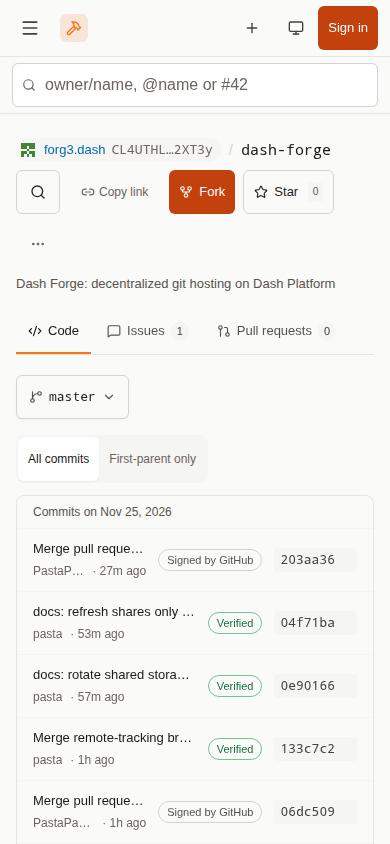 Sign in
owner/name, @name or #42
forg3.dash CL4UTHL…2XT3y / dash-forge
Copy link Fork Star 0
Dash Forge: decentralized git hosting on Dash Platform
Code Issues 1 Pull requests 0
master
All commits First-parent only
Commits on Nov 25, 2026
Merge pull reque… Signed by GitHub 203aa36
PastaP… · 27m ago
docs: refresh shares only … Verified 04f71ba
pasta · 53m ago
docs: rotate shared stora… Verified 0e90166
pasta · 57m ago
Merge remote-tracking br… Verified 133c7c2
pasta · 1h ago
Merge pull reque… Signed by GitHub 06dc509
PastaPa… · 1h ago